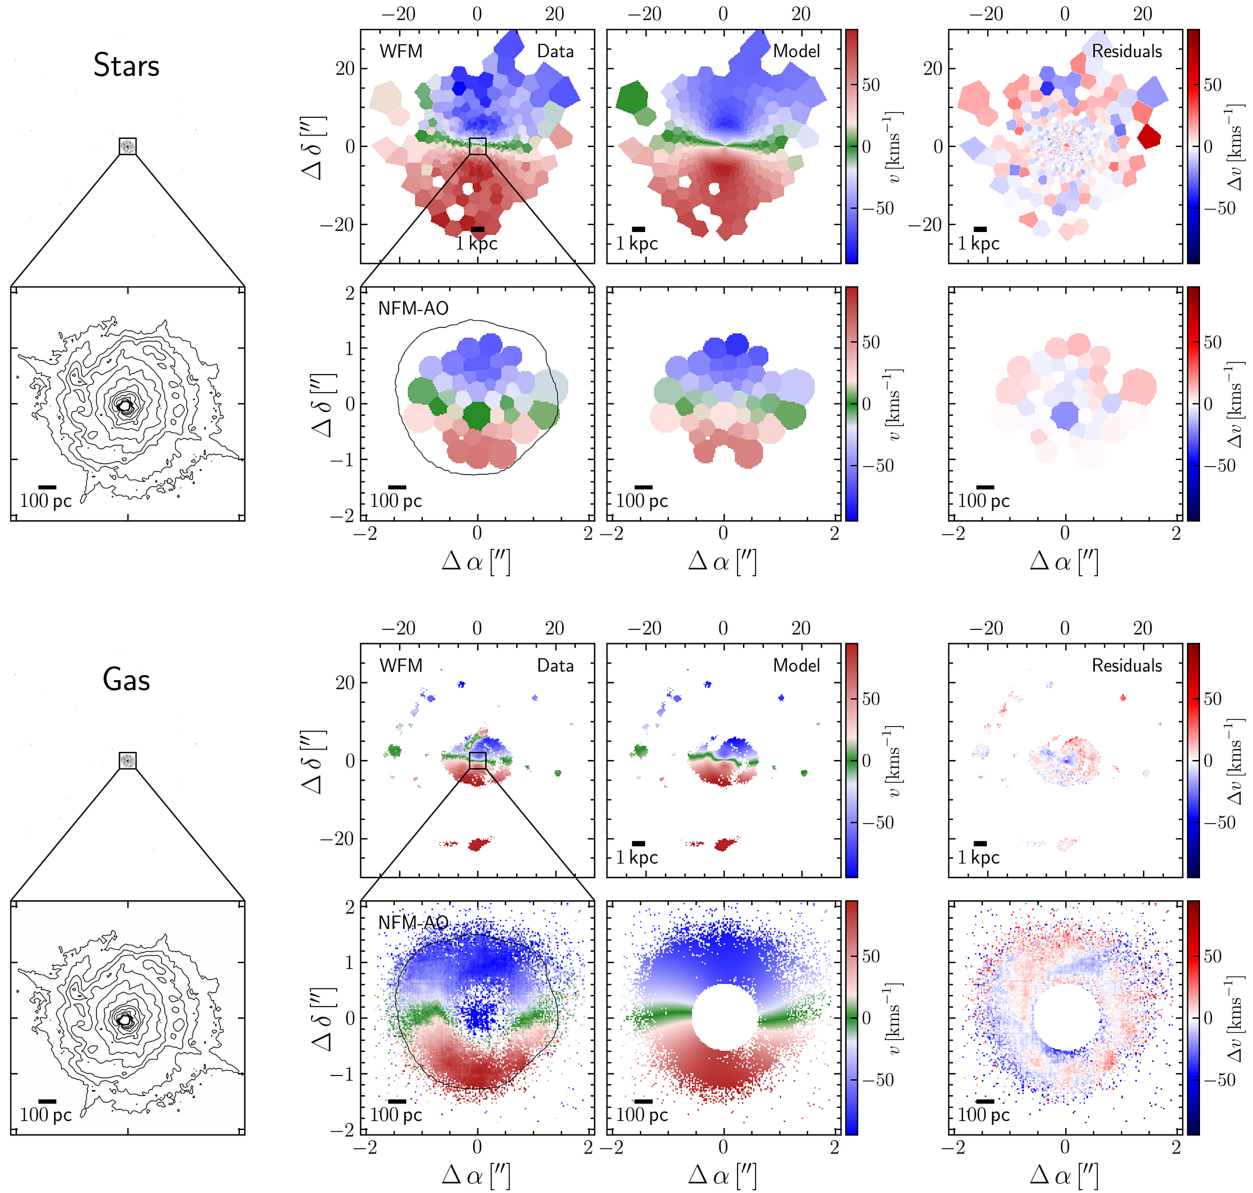 −20 0 20 −20 0 20 −20 0 20
Stars
WFM Data Model Residuals
20 0 −20
Δ δ [″]
1 kpc 1 kpc 1 kpc
50 0 −50
v [kms⁻¹]
50 0 −50
Δv [kms⁻¹]
NFM-AO
2 1 0 −1 −2
Δ δ [″]
100 pc 100 pc 100 pc 100 pc
50 0 −50
v [kms⁻¹]
50 0 −50
Δv [kms⁻¹]
−2 0 2 −2 0 2 −2 0 2
Δ α [″] Δ α [″] Δ α [″]
−20 0 20 −20 0 20 −20 0 20
Gas
WFM Data Model Residuals
20 0 −20
Δ δ [″]
1 kpc 1 kpc
50 0 −50
v [kms⁻¹]
50 0 −50
Δv [kms⁻¹]
NFM-AO
2 1 0 −1 −2
Δ δ [″]
100 pc 100 pc 100 pc 100 pc
50 0 −50
v [kms⁻¹]
50 0 −50
Δv [kms⁻¹]
−2 0 2 −2 0 2 −2 0 2
Δ α [″] Δ α [″] Δ α [″]